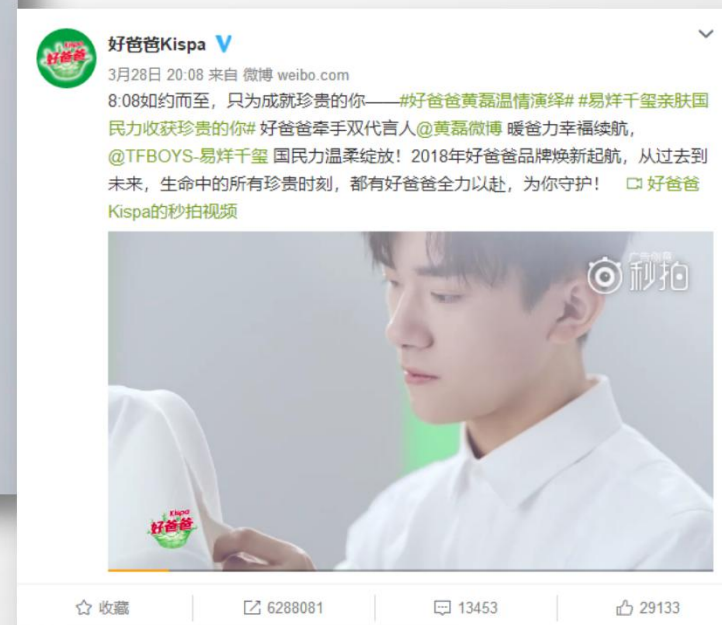 好爸爸Kispa
3月28日 20:08 来自 微博 weibo.com
8:08如约而至，只为成就珍贵的你——#好爸爸黄磊温情演绎# #易烊千玺亲肤国
民力收获珍贵的你# 好爸爸牵手双代言人@黄磊微博 暖爸力幸福续航，
@TFBOYS-易烊千玺 国民力温柔绽放！2018年好爸爸品牌焕新起航，从过去到
未来，生命中的所有珍贵时刻，都有好爸爸全力以赴，为你守护！ 好爸爸
Kispa的秒拍视频
秒拍
Kispa
好爸爸
收藏 6288081 13453 29133